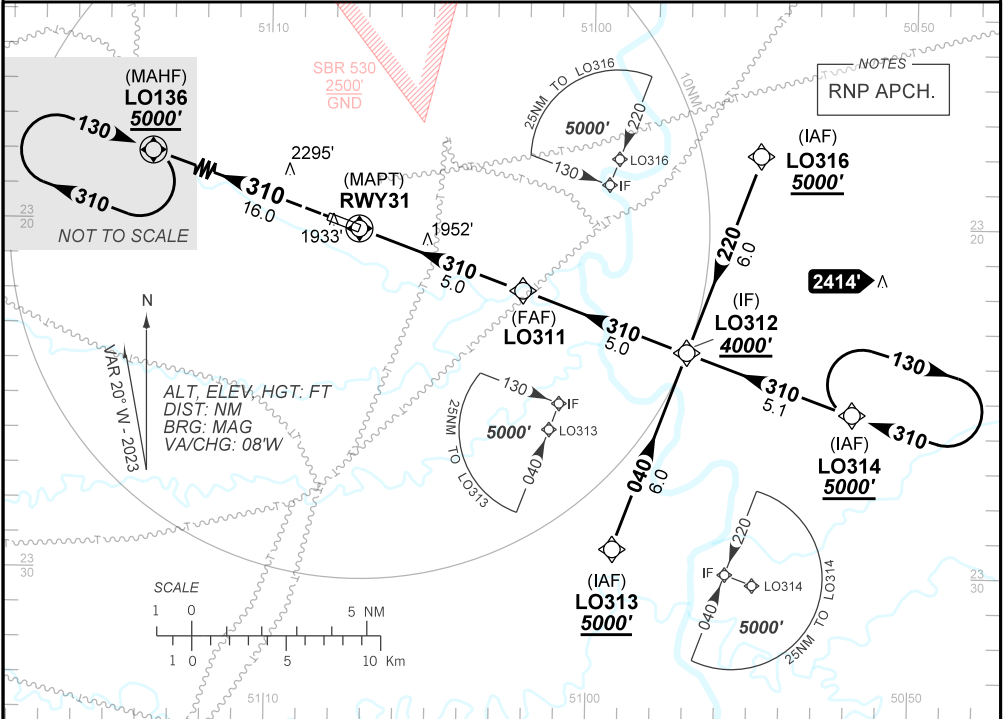 51 10
51 00
50 50
(MAHF)
LO136
5000'
130
310
NOT TO SCALE
SBR 530
2500'
GND
25NM TO LO316
5000'
220
LO316
130
IF
10NM
NOTES
RNP APCH.
(IAF)
LO316
5000'
2295'
310
16.0
(MAPT)
RWY31
1933'
1952'
310
5.0
23
20
23
20
220
6.0
2414'
(FAF)
LO311
310
5.0
(IF)
LO312
4000'
N
VAR 20° W - 2023
ALT, ELEV, HGT: FT
DIST: NM
BRG: MAG
VA/CHG: 08'W
130
IF
5000'
LO313
040
25NM TO LO313
310
5.1
130
310
(IAF)
LO314
5000'
040
6.0
(IAF)
LO313
5000'
220
IF
LO314
040
5000'
25NM TO LO314
23
30
23
30
SCALE
1 0 5 NM
1 0 5 10 Km
51 10
51 00
50 50